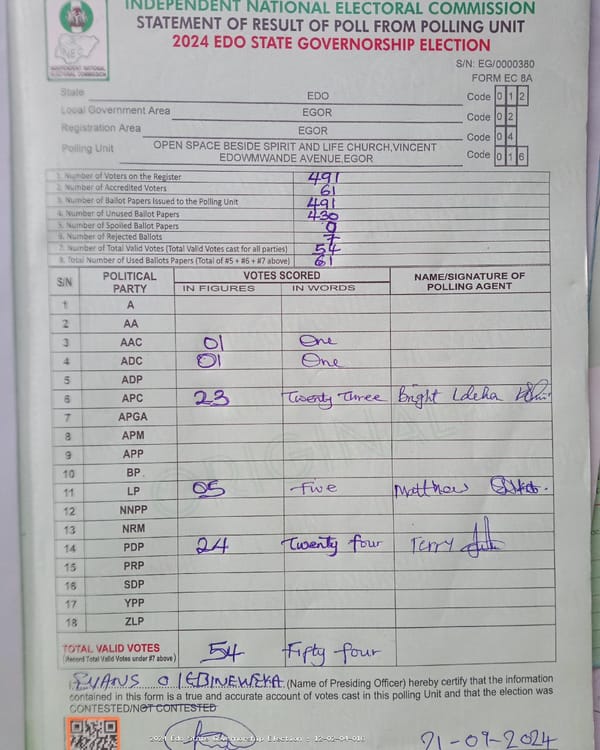 INDEPENDENT NATIONAL ELECTORAL COMMISSION
STATEMENT OF RESULT OF POLL FROM POLLING UNIT
2024 EDO STATE GOVERNORSHIP ELECTION
INEC
INDEPENDENT NATIONAL
ELECTORAL COMMISSION
S/N: EG/0000380
FORM EC 8A
State EDO Code 0 1 2
Local Government Area EGOR Code 0 2
Registration Area EGOR Code 0 4
Polling Unit OPEN SPACE BESIDE SPIRIT AND LIFE CHURCH,VINCENT
EDOWMWANDE AVENUE,EGOR Code 0 1 6
1. Number of Voters on the Register 491
2. Number of Accredited Voters 61
3. Number of Ballot Papers Issued to the Polling Unit 491
4. Number of Unused Ballot Papers 430
5. Number of Spoiled Ballot Papers 0
6. Number of Rejected Ballots 7
7. Number of Total Valid Votes (Total Valid Votes cast for all parties) 54
8. Total Number of Used Ballots Papers (Total of #5 + #6 + #7 above) 61
S/N POLITICAL PARTY VOTES SCORED NAME/SIGNATURE OF POLLING AGENT
IN FIGURES IN WORDS
1 A
2 AA
3 AAC 01 One
4 ADC 01 One
5 ADP
6 APC 23 Twenty Three Bright
7 APGA
8 APM
9 APP
10 BP
11 LP 05 Five Matthew
12 NNPP
13 NRM
14 PDP 24 Twenty four Terry
15 PRP
16 SDP
17 YPP
18 ZLP
ORIGINAL
TOTAL VALID VOTES 54 Fifty four
(Record Total Valid Votes under #7 above)
I, EVANS (Name of Presiding Officer) hereby certify that the information
contained in this form is a true and accurate account of votes cast in this polling Unit and that the election was
CONTESTED/NOT CONTESTED
2024 Edo State Governorship Election - 12-02-04-016
21-09-2024